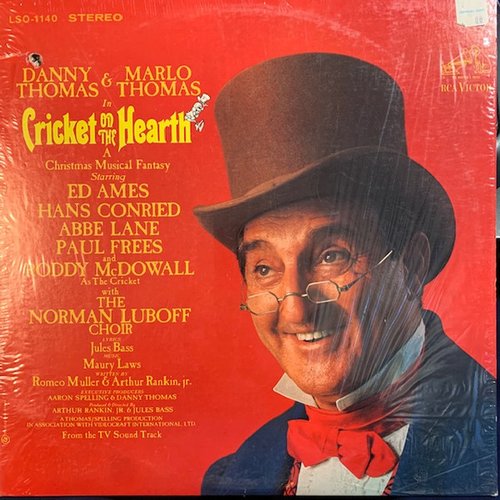 LSO-1140 STEREO
RCA VICTOR
DANNY & MARLO
THOMAS THOMAS
In
Cricket on the Hearth
A
Christmas Musical Fantasy
Starring
ED AMES
HANS CONRIED
ABBE LANE
PAUL FREES
and
RODDY McDOWALL
As The Cricket
with
THE
NORMAN LUBOFF
CHOIR
LYRICS
Jules Bass
MUSIC
Maury Laws
WRITTEN BY
Romeo Muller & Arthur Rankin, jr.
EXECUTIVE PRODUCERS
AARON SPELLING & DANNY THOMAS
Produced & Directed By
ARTHUR RANKIN, JR. & JULES BASS
A THOMAS/SPELLING PRODUCTION
IN ASSOCIATION WITH VIDEOCRAFT INTERNATIONAL, LTD.
From the TV Sound Track